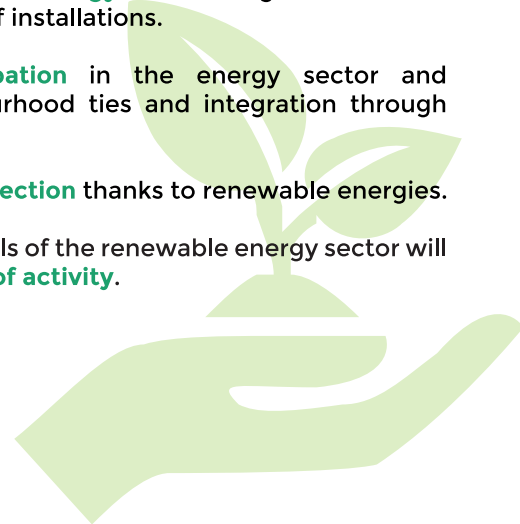 f installations.
pation in the energy sector and
urhood ties and integration through
ection thanks to renewable energies.
ls of the renewable energy sector will
of activity.